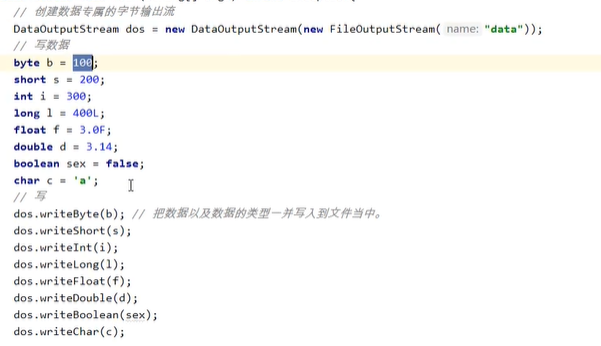 // 创建数据专属的字节输出流
DataOutputStream dos = new DataOutputStream(new FileOutputStream( name: "data"));
// 写数据
byte b = 100;
short s = 200;
int i = 300;
long l = 400L;
float f = 3.0F;
double d = 3.14;
boolean sex = false;
char c = 'a';
// 写
dos.writeByte(b); // 把数据以及数据的类型一并写入到文件当中。
dos.writeShort(s);
dos.writeInt(i);
dos.writeLong(l);
dos.writeFloat(f);
dos.writeDouble(d);
dos.writeBoolean(sex);
dos.writeChar(c);